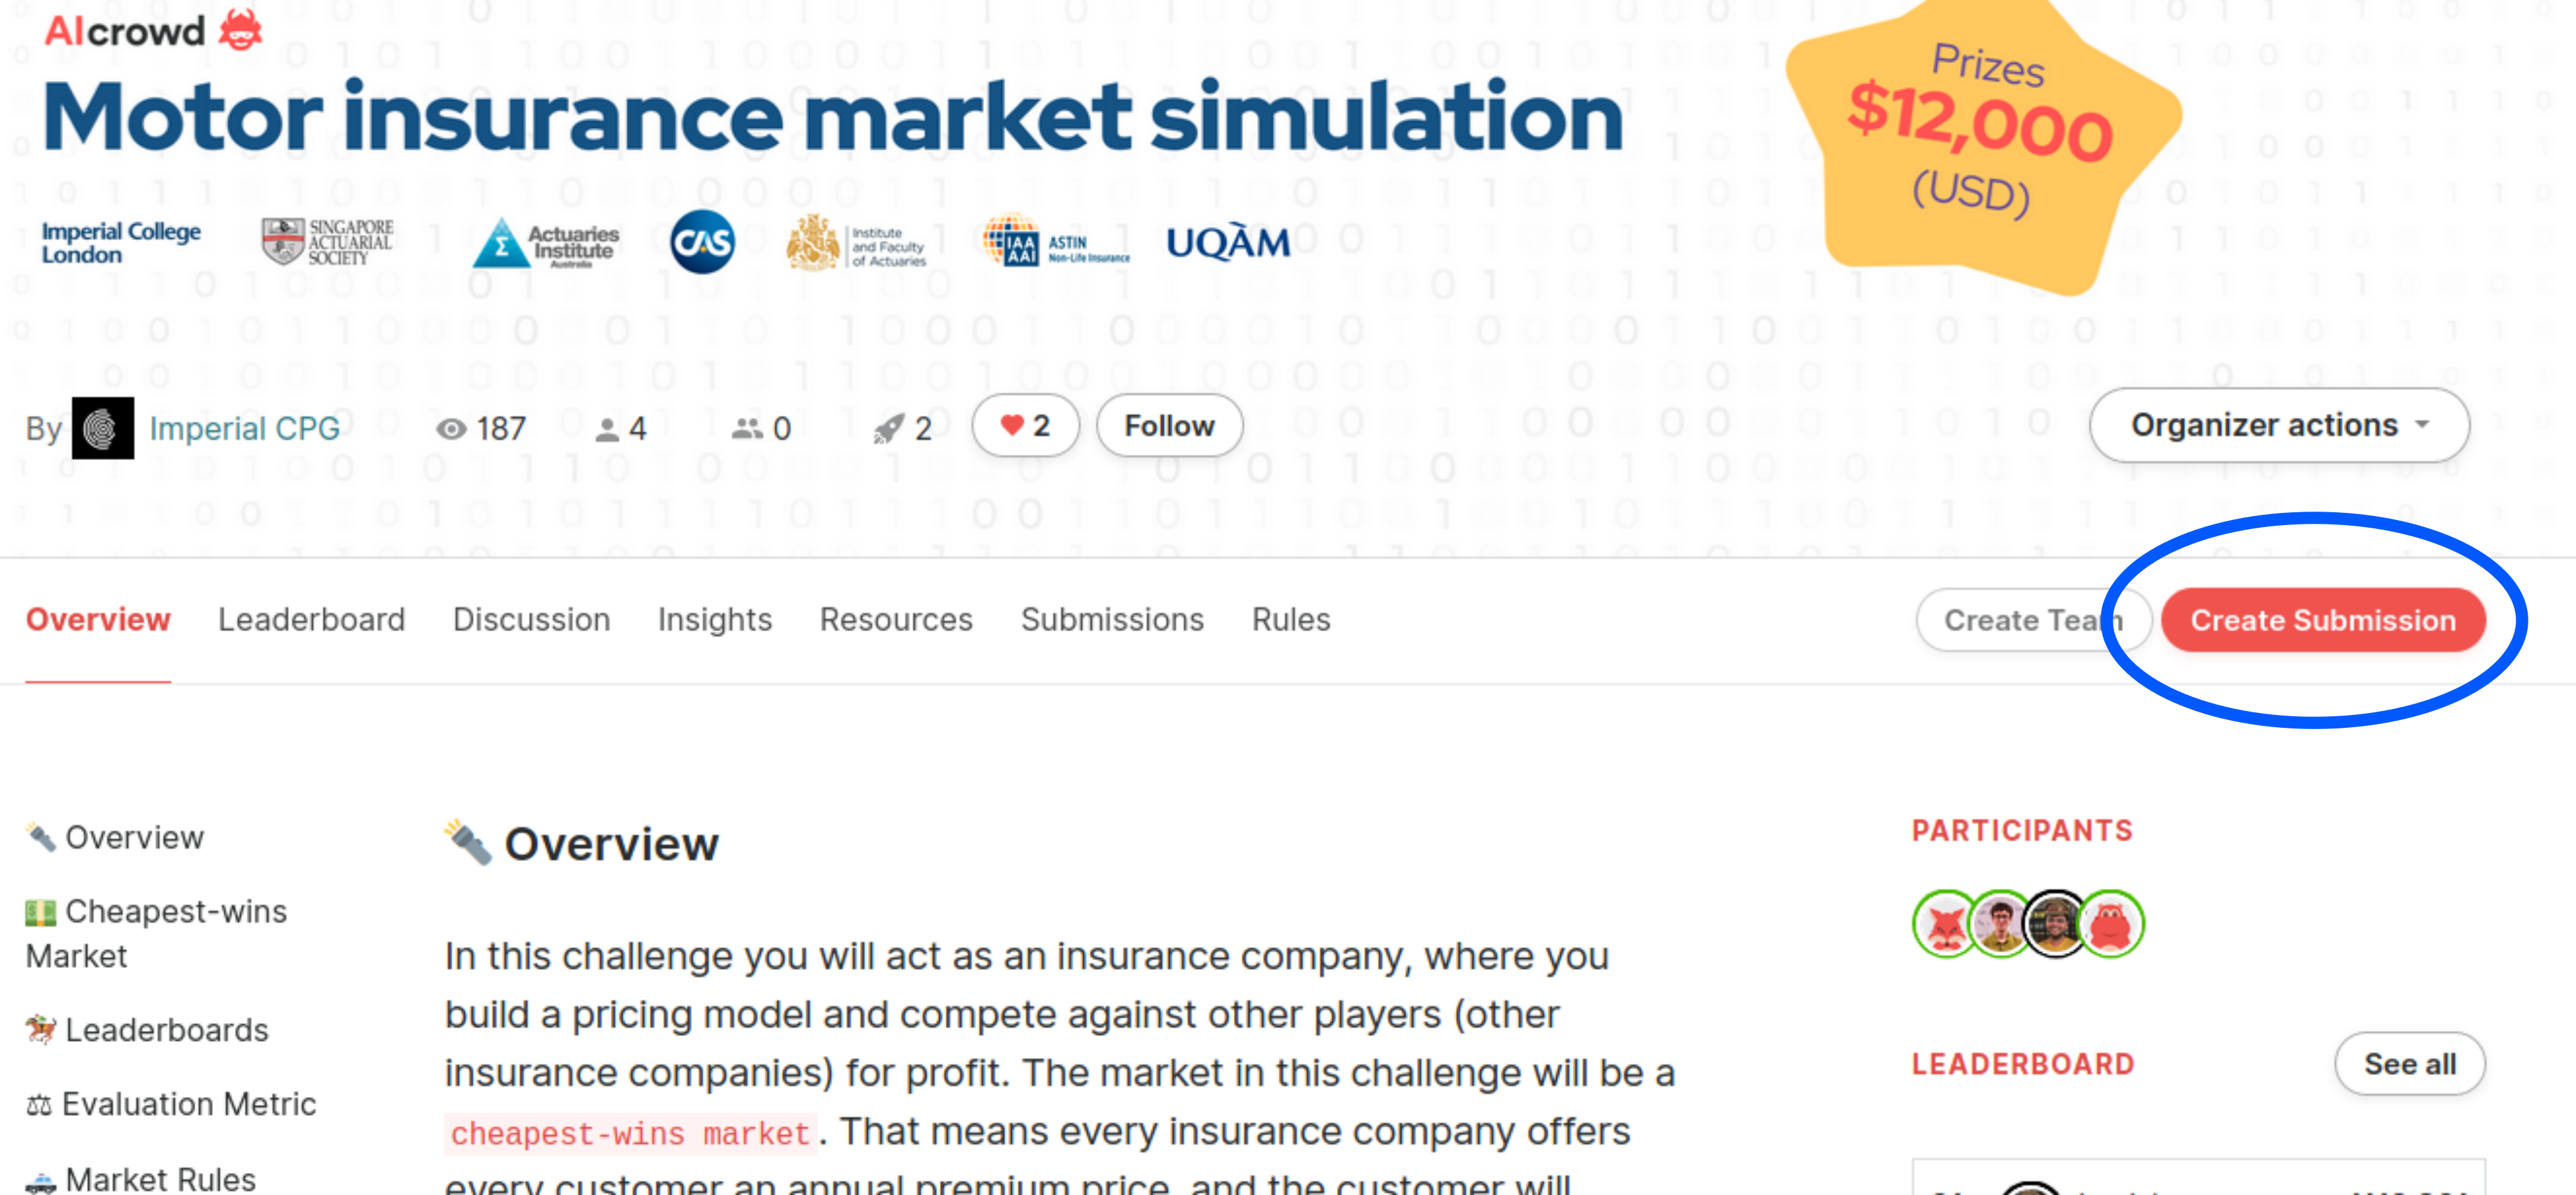 AIcrowd
Motor insurance market simulation
Prizes
$12,000
(USD)
Imperial College
London
SINGAPORE
ACTUARIAL
SOCIETY
Actuaries
Institute
Australia
CAS
Institute
and Faculty
of Actuaries
IAA
AAI
ASTIN
Non-Life Insurance
UQÀM
By Imperial CPG 187 4 0 2 2 Follow
Organizer actions
Overview Leaderboard Discussion Insights Resources Submissions Rules
Create Team Create Submission
Overview
Cheapest-wins
Market
Leaderboards
Evaluation Metric
Market Rules
Overview
In this challenge you will act as an insurance company, where you
build a pricing model and compete against other players (other
insurance companies) for profit. The market in this challenge will be a
cheapest-wins market. That means every insurance company offers
every customer an annual premium price, and the customer will
PARTICIPANTS
LEADERBOARD See all